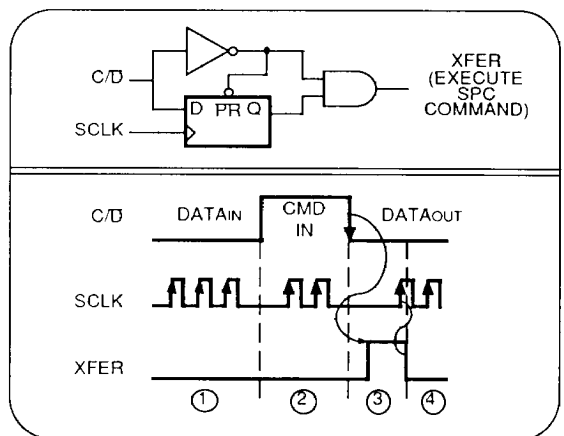 C/D̅
SCLK
D PR̅ Q
XFER
(EXECUTE
SPC
COMMAND)
C/D̅
DATAIN
CMD
IN
DATAOUT
SCLK
XFER
1 2 3 4